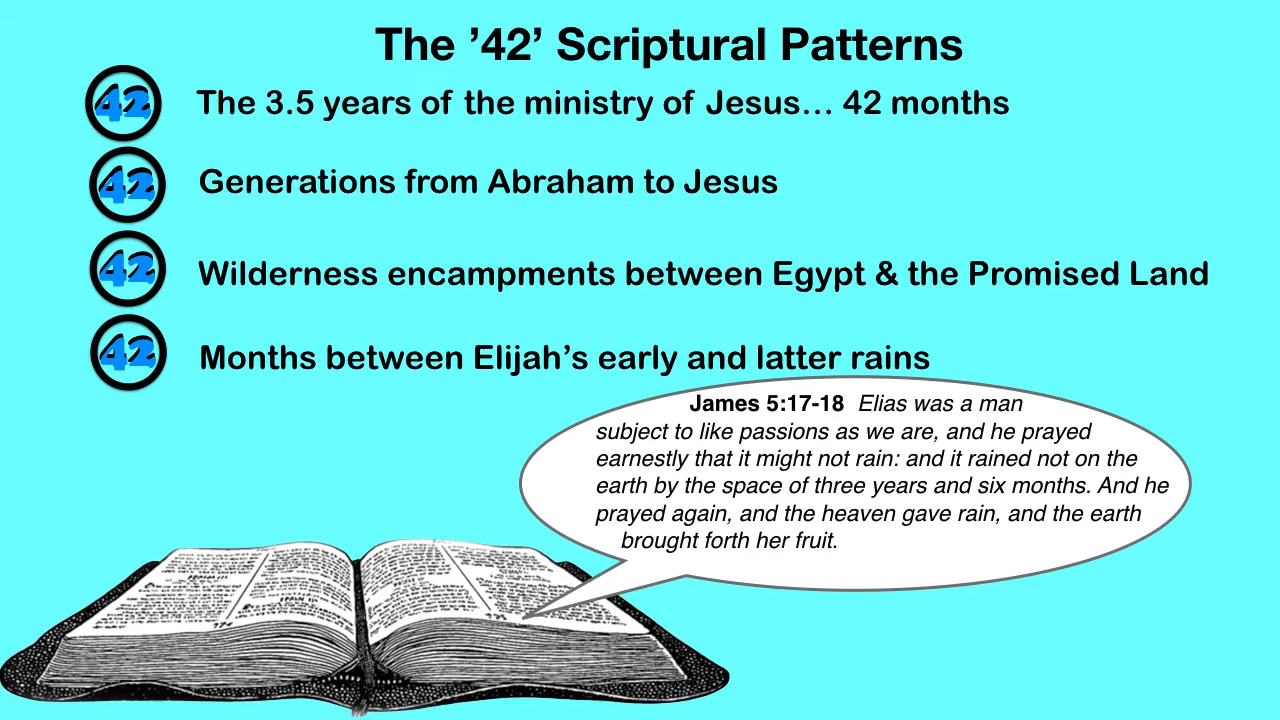 The ’42’ Scriptural Patterns
42 The 3.5 years of the ministry of Jesus... 42 months
42 Generations from Abraham to Jesus
42 Wilderness encampments between Egypt & the Promised Land
42 Months between Elijah’s early and latter rains
James 5:17-18 Elias was a man
subject to like passions as we are, and he prayed
earnestly that it might not rain: and it rained not on the
earth by the space of three years and six months. And he
prayed again, and the heaven gave rain, and the earth
brought forth her fruit.